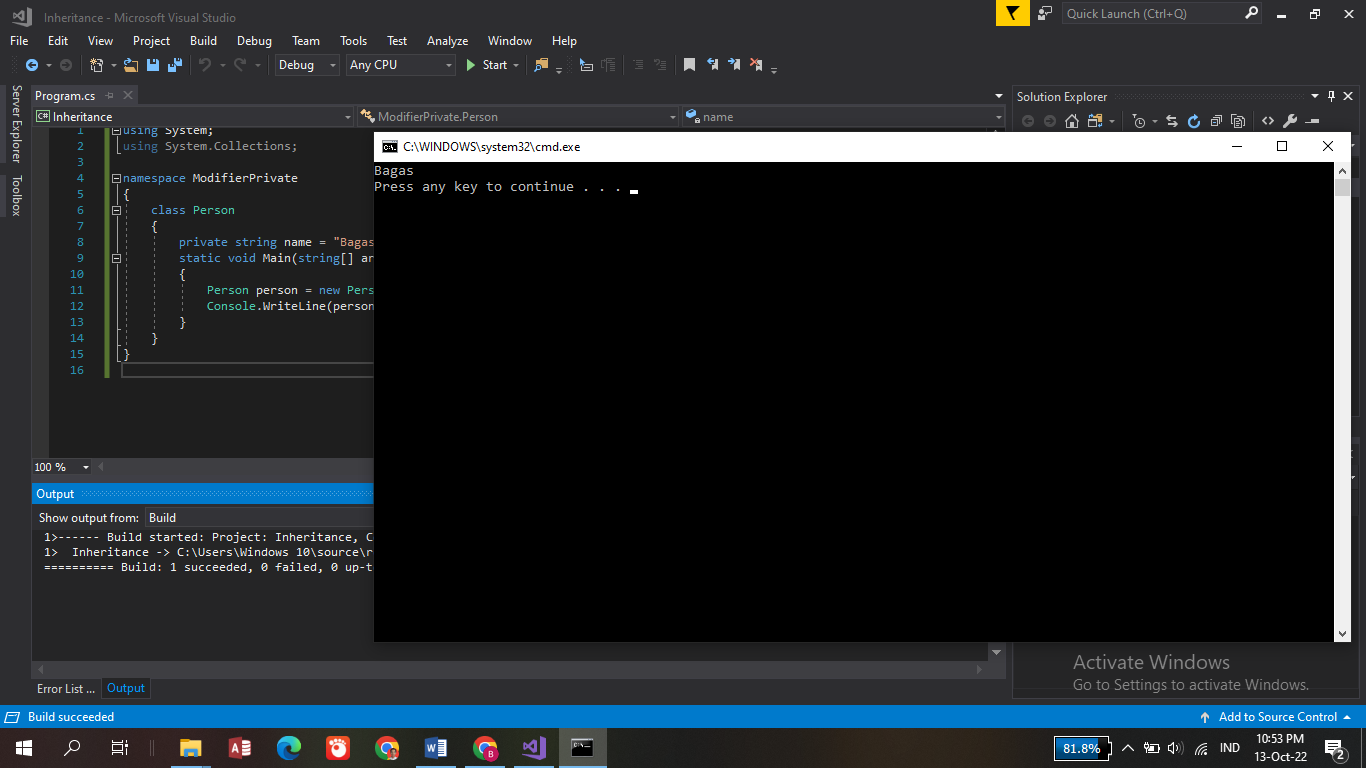 Inheritance - Microsoft Visual Studio
Quick Launch (Ctrl+Q)
File Edit View Project Build Debug Team Tools Test Analyze Window Help
Debug Any CPU Start
Server Explorer
Toolbox
Program.cs
Solution Explorer
C# Inheritance ModifierPrivate.Person name
1 using System;
2 using System.Collections;
3
4 namespace ModifierPrivate
5 {
6 class Person
7 {
8 private string name = "Bagas
9 static void Main(string[] ar
10 {
11 Person person = new Pers
12 Console.WriteLine(person
13 }
14 }
15 }
16
C:\WINDOWS\system32\cmd.exe
Bagas
Press any key to continue . . .
100 %
Output
Show output from: Build
1>------ Build started: Project: Inheritance, C
1> Inheritance -> C:\Users\Windows 10\source\r
========== Build: 1 succeeded, 0 failed, 0 up-t
Error List ... Output
Activate Windows
Go to Settings to activate Windows.
Build succeeded
Add to Source Control
81.8%
IND
10:53 PM
13-Oct-22
2